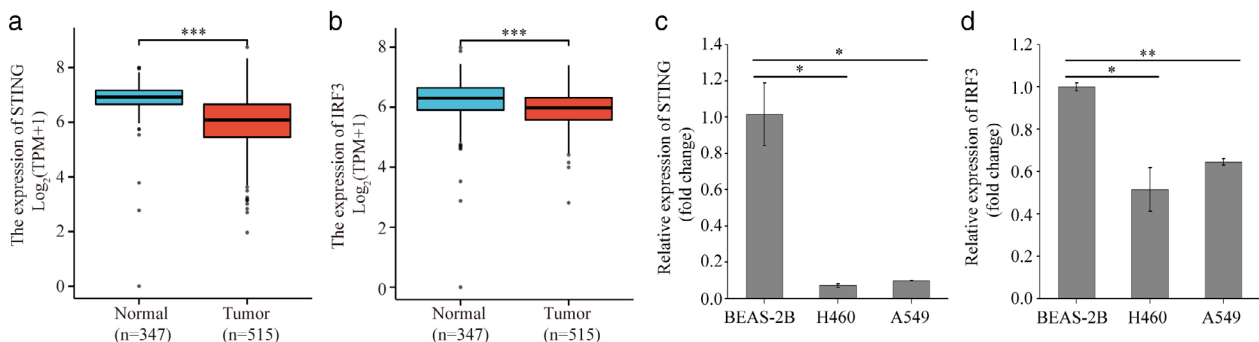 a
The expression of STING
Log₂(TPM+1)
8
6
4
2
0
***
Normal
(n=347)
Tumor
(n=515)
b
The expression of IRF3
Log₂(TPM+1)
8
6
4
2
0
***
Normal
(n=347)
Tumor
(n=515)
c
Relative expression of STING
(fold change)
1.4
1.2
1.0
0.8
0.6
0.4
0.2
0.0
*
*
BEAS-2B
H460
A549
d
Relative expression of IRF3
(fold change)
1.2
1.0
0.8
0.6
0.4
0.2
0.0
**
*
BEAS-2B
H460
A549